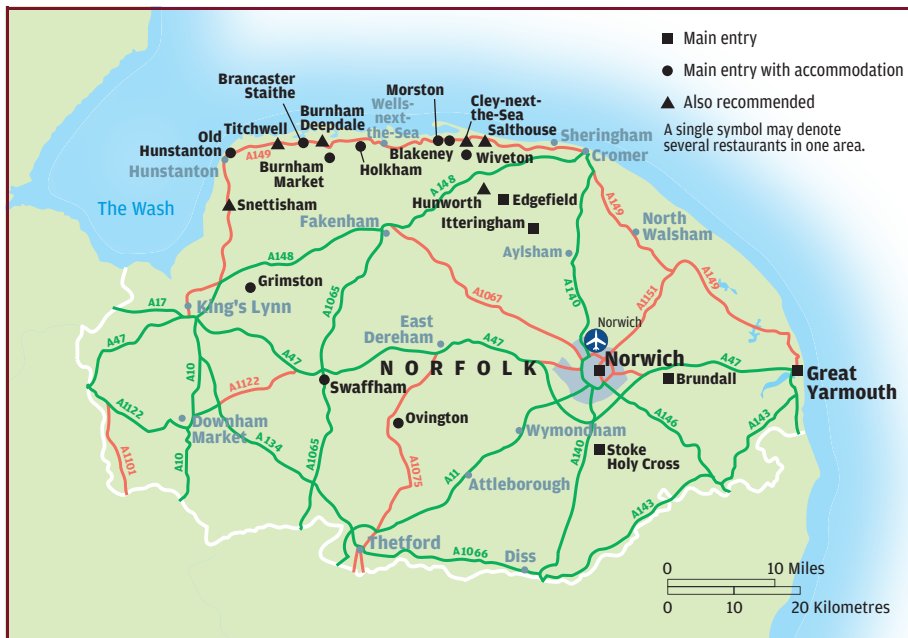 Main entry
Main entry with accommodation
Also recommended
A single symbol may denote
several restaurants in one area.
Brancaster
Staithe
Burnham
Deepdale
Wells-
next-
the-Sea
Morston
Cley-next-
the-Sea
Salthouse
Sheringham
Cromer
Titchwell
Old
Hunstanton
Hunstanton
A149
Burnham
Market
Holkham
Blakeney
Wiveton
The Wash
Snettisham
Fakenham
A148
Hunworth
Edgefield
Itteringham
Aylsham
A149
North
Walsham
A148
Grimston
A1065
A1067
A140
A1151
A149
A17
King's Lynn
A47
A47
A10
East
Dereham
A47
Norwich
NORFOLK
Norwich
A47
Brundall
Great
Yarmouth
A1122
Swaffham
A1122
Downham
Market
Ovington
Wymondham
A146
A143
A1101
A10
A134
A1065
A1075
A11
Attleborough
A140
Stoke
Holy Cross
A143
Thetford
A1066
Diss
0
10 Miles
0
10
20 Kilometres